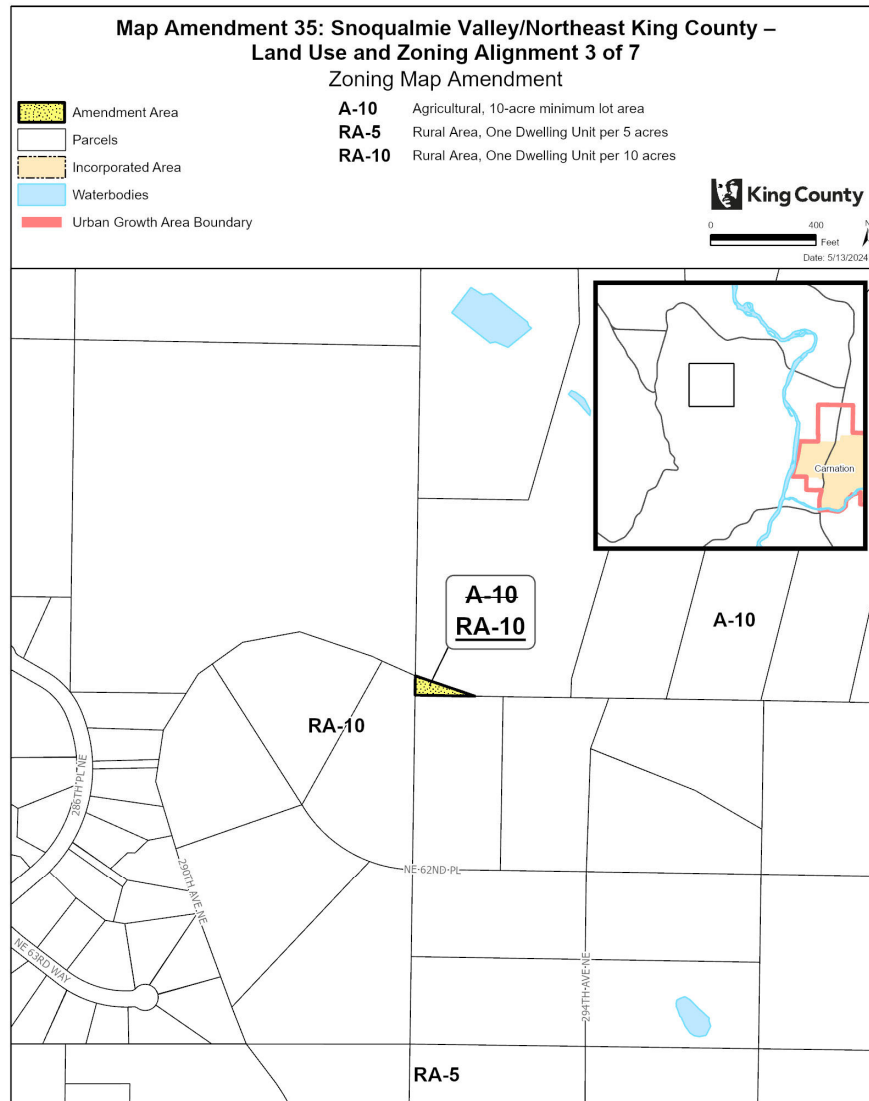 Map Amendment 35: Snoqualmie Valley/Northeast King County –
Land Use and Zoning Alignment 3 of 7
Zoning Map Amendment
Amendment Area
Parcels
Incorporated Area
Waterbodies
Urban Growth Area Boundary
A-10 Agricultural, 10-acre minimum lot area
RA-5 Rural Area, One Dwelling Unit per 5 acres
RA-10 Rural Area, One Dwelling Unit per 10 acres
King County
0 400
Feet
N
Date: 5/13/2024
Carnation
A-10
RA-10
A-10
RA-10
286TH PL NE
290TH AVE NE
NE 62ND PL
NE 63RD WAY
294TH AVE NE
RA-5